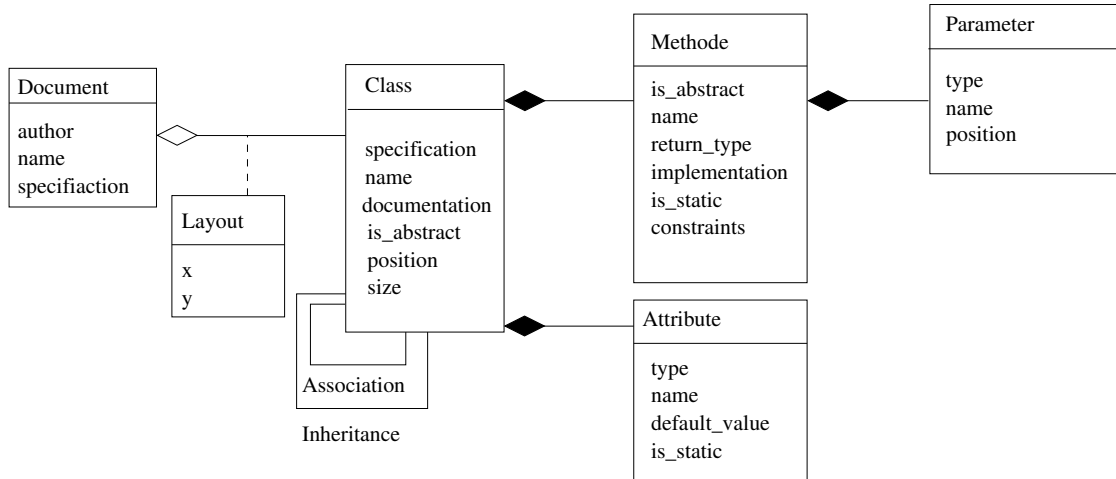 Document
author
name
specifiaction
Layout
x
y
Class
specification
name
documentation
is_abstract
position
size
Association
Inheritance
Methode
is_abstract
name
return_type
implementation
is_static
constraints
Attribute
type
name
default_value
is_static
Parameter
type
name
position